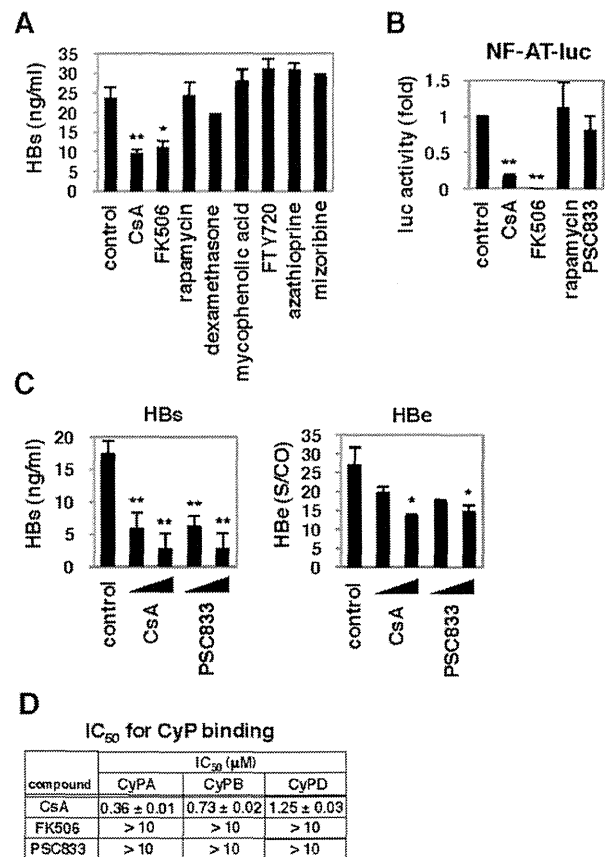 A
HBs (ng/ml)
35
30
25
20
15
10
5
0
**
*
control
CsA
FK506
rapamycin
dexamethasone
mycophenolic acid
FTY720
azathioprine
mizoribine
B
NF-AT-luc
luc activity (fold)
1.5
1
0.5
0
**
**
control
CsA
FK506
rapamycin
PSC833
C
HBs
HBs (ng/ml)
20
15
10
5
0
**
**
**
**
control
CsA
PSC833
HBe
HBe (S/CO)
35
30
25
20
15
10
5
0
*
*
control
CsA
PSC833
D
IC50 for CyP binding
IC50 (μM)
compound CyPA CyPB CyPD
CsA 0.36 ± 0.01 0.73 ± 0.02 1.25 ± 0.03
FK506 > 10 > 10 > 10
PSC833 > 10 > 10 > 10